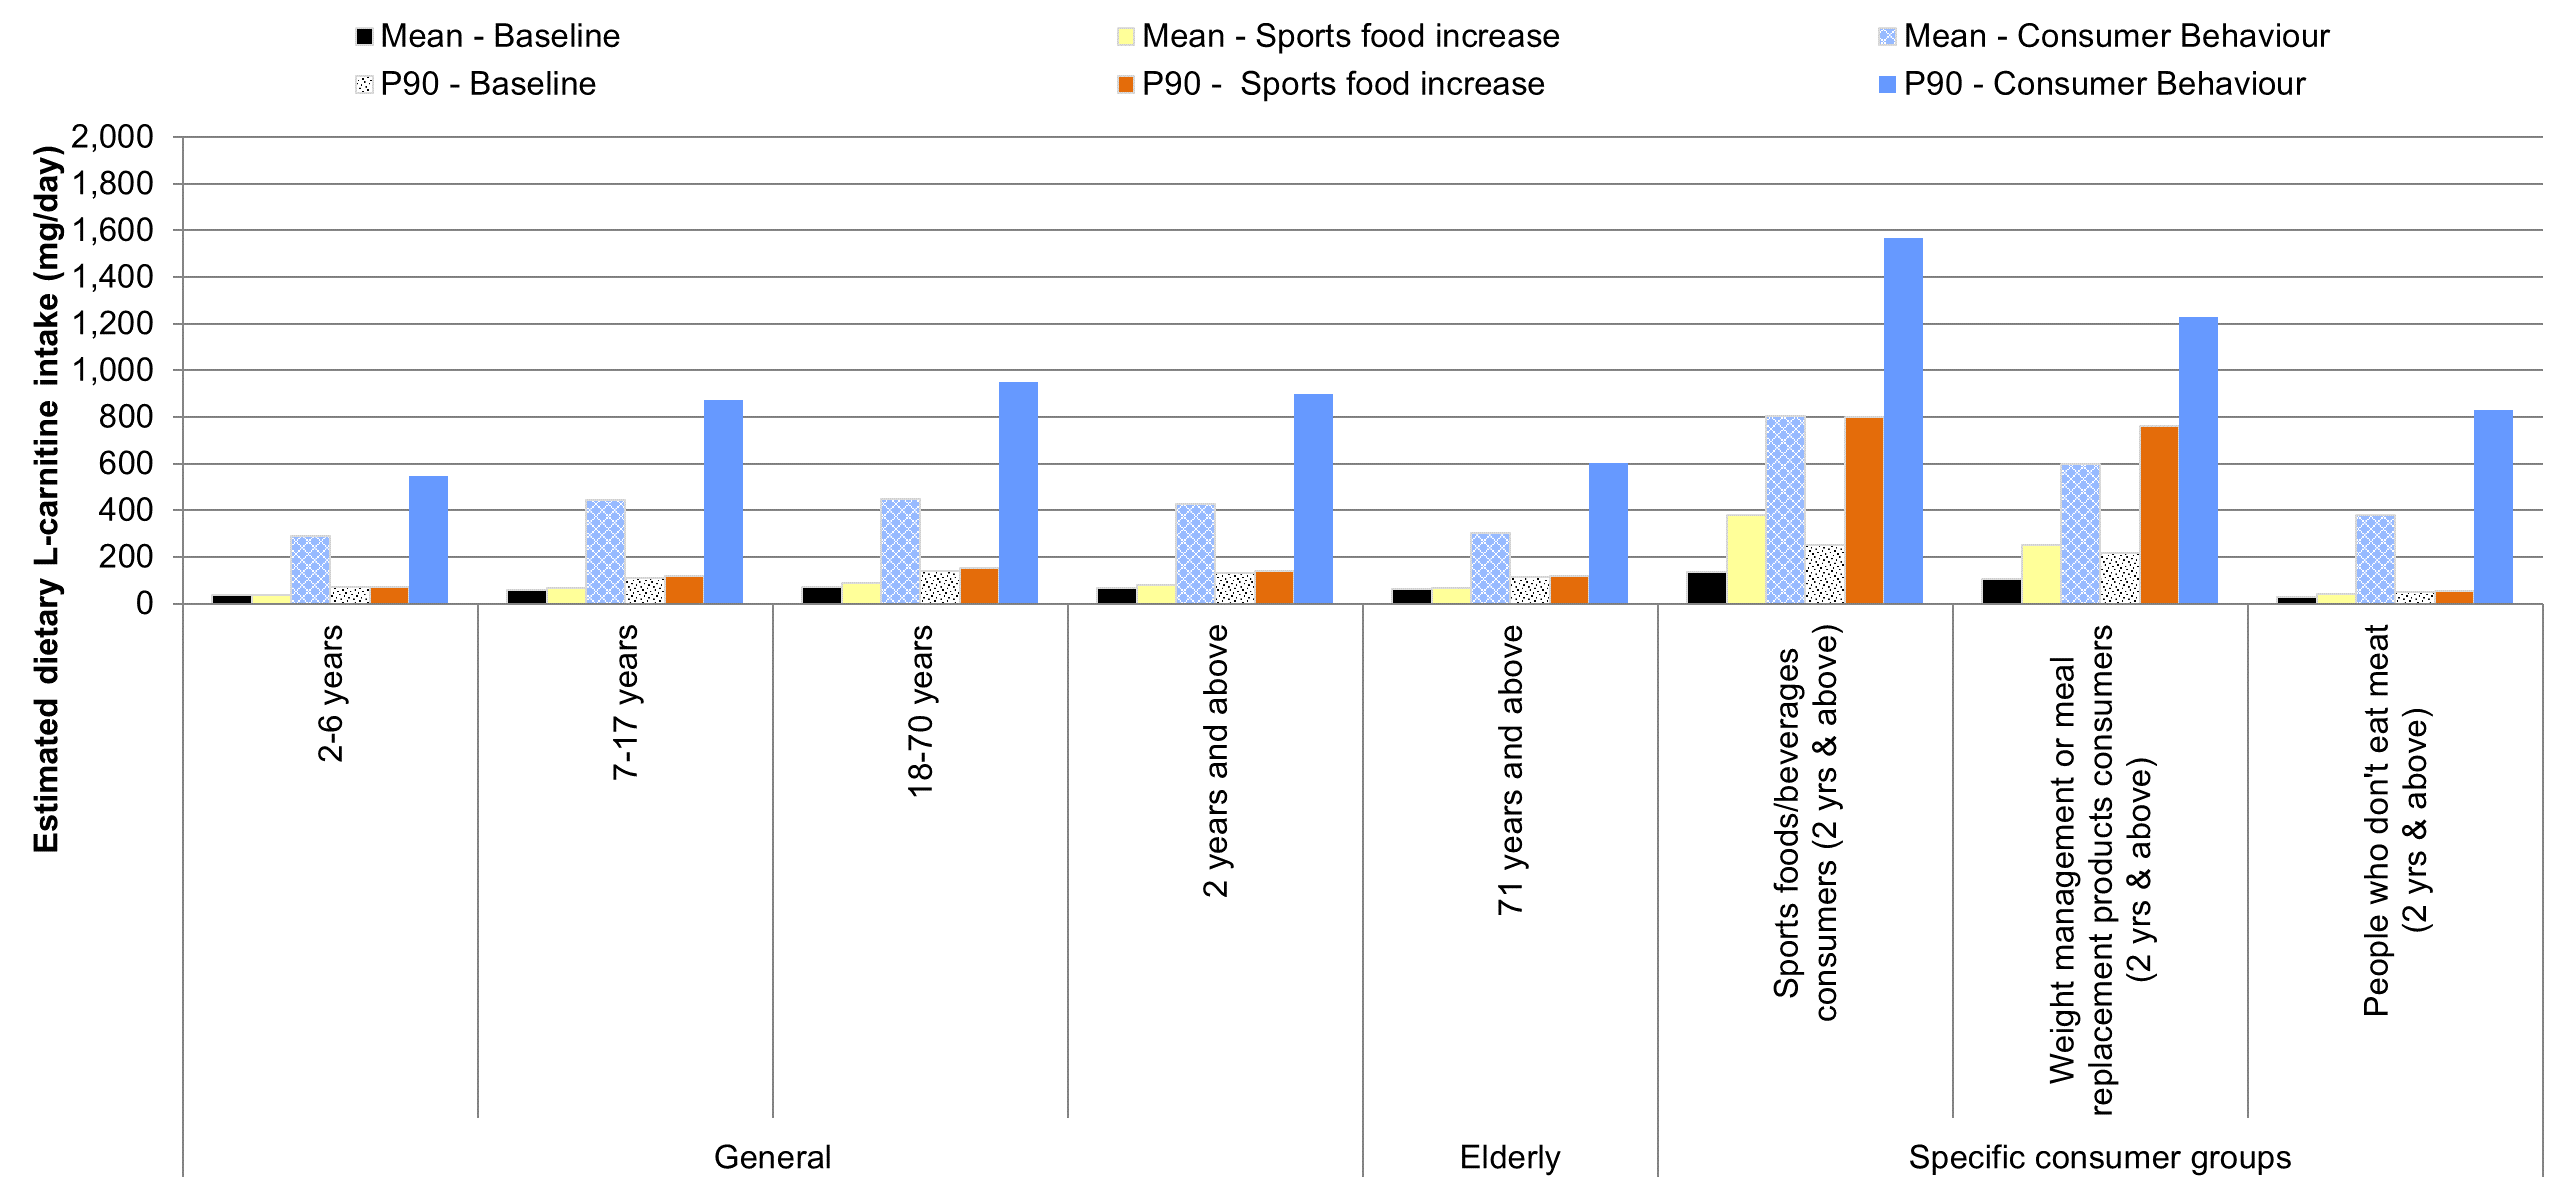 Mean - Baseline
Mean - Sports food increase
Mean - Consumer Behaviour
P90 - Baseline
P90 -  Sports food increase
P90 - Consumer Behaviour
Estimated dietary L-carnitine intake (mg/day)
2,000
1,800
1,600
1,400
1,200
1,000
800
600
400
200
0
2-6 years
7-17 years
18-70 years
2 years and above
71 years and above
Sports foods/beverages
consumers (2 yrs & above)
Weight management or meal
replacement products consumers
(2 yrs & above)
People who don't eat meat
(2 yrs & above)
General
Elderly
Specific consumer groups